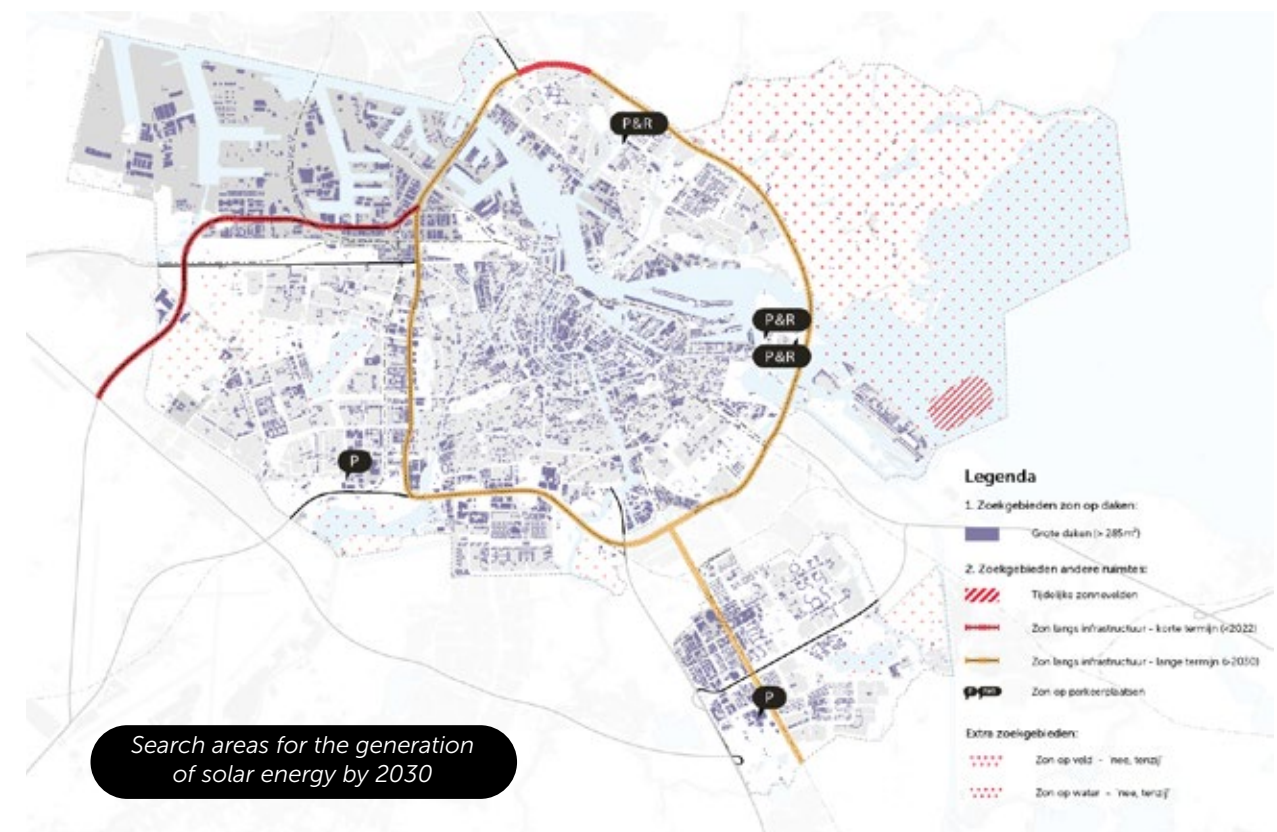 P&R
P&R
P&R
P
P
Search areas for the generation
of solar energy by 2030
Legenda
1. Zoekgebieden zon op daken:
Grote daken (> 285m²)
2. Zoekgebieden andere ruimtes:
Tijdelijke zonnevelden
Zon langs infrastructuur - korte termijn (<2022)
Zon langs infrastructuur - lange termijn (-2030)
Zon op parkeerplaatsen
Extra zoekgebieden:
Zon op veld - 'nee, tenzij'
Zon op water - 'nee, tenzij'